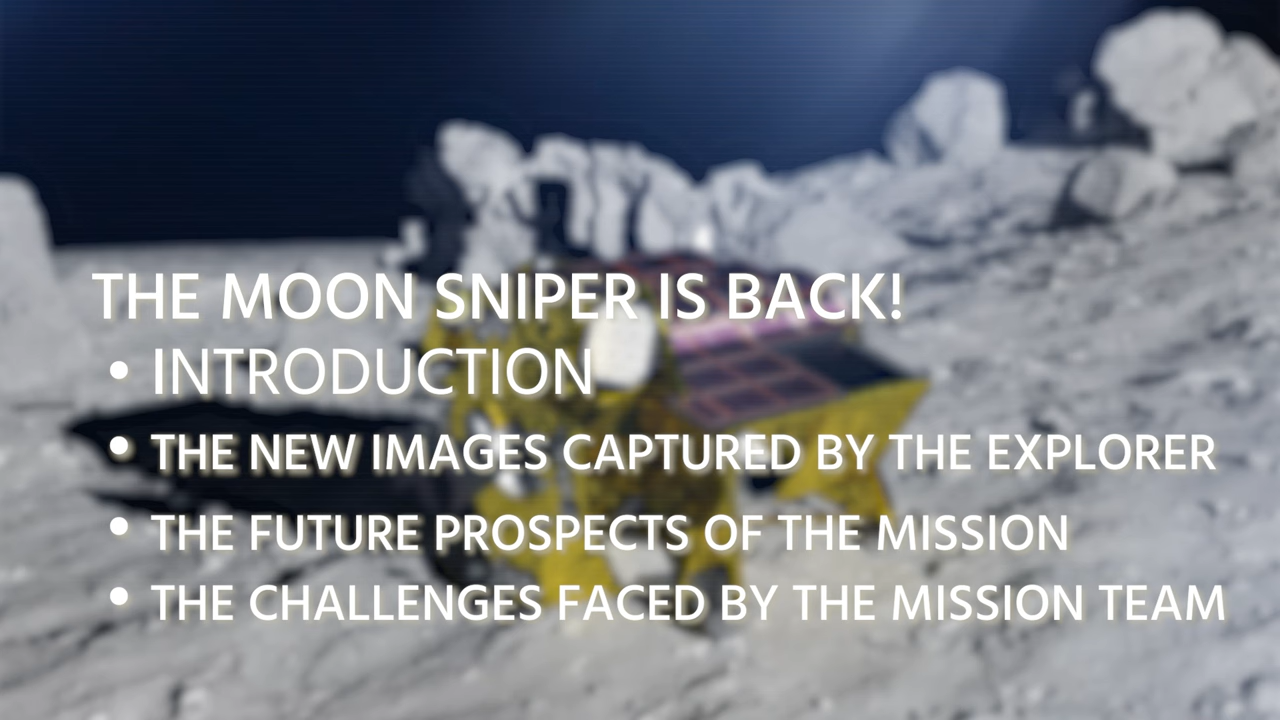 THE MOON SNIPER IS BACK!
• INTRODUCTION
• THE NEW IMAGES CAPTURED BY THE EXPLORER
• THE FUTURE PROSPECTS OF THE MISSION
• THE CHALLENGES FACED BY THE MISSION TEAM